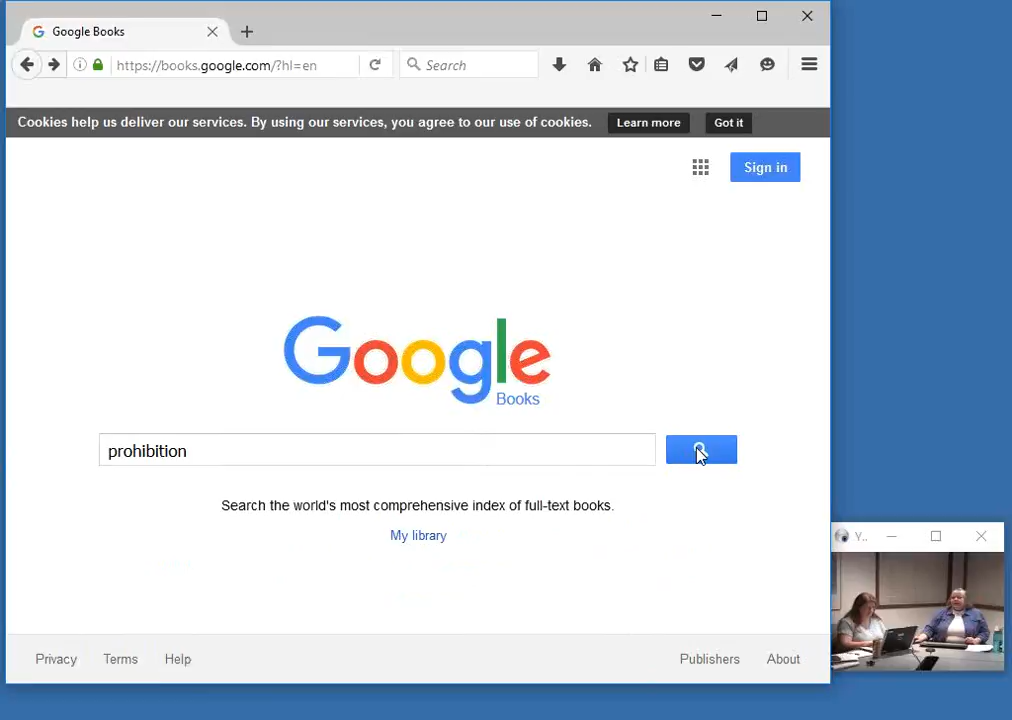 Google Books
https://books.google.com/?hl=en
Search
Cookies help us deliver our services. By using our services, you agree to our use of cookies.
Learn more
Got it
Sign in
Google
Books
prohibition
Search the world's most comprehensive index of full-text books.
My library
Y..
Privacy
Terms
Help
Publishers
About